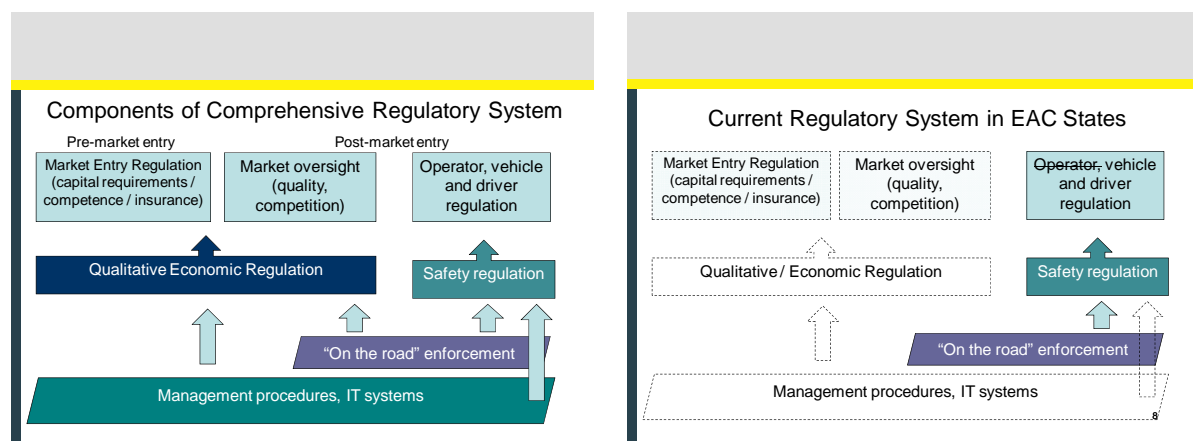 Components of Comprehensive Regulatory System
Pre-market entry
Post-market entry
Market Entry Regulation
(capital requirements /
competence / insurance)
Market oversight
(quality,
competition)
Operator, vehicle
and driver
regulation
Qualitative Economic Regulation
Safety regulation
“On the road” enforcement
Management procedures, IT systems
Current Regulatory System in EAC States
Market Entry Regulation
(capital requirements /
competence / insurance)
Market oversight
(quality,
competition)
Operator, vehicle
and driver
regulation
Qualitative / Economic Regulation
Safety regulation
“On the road” enforcement
Management procedures, IT systems
8